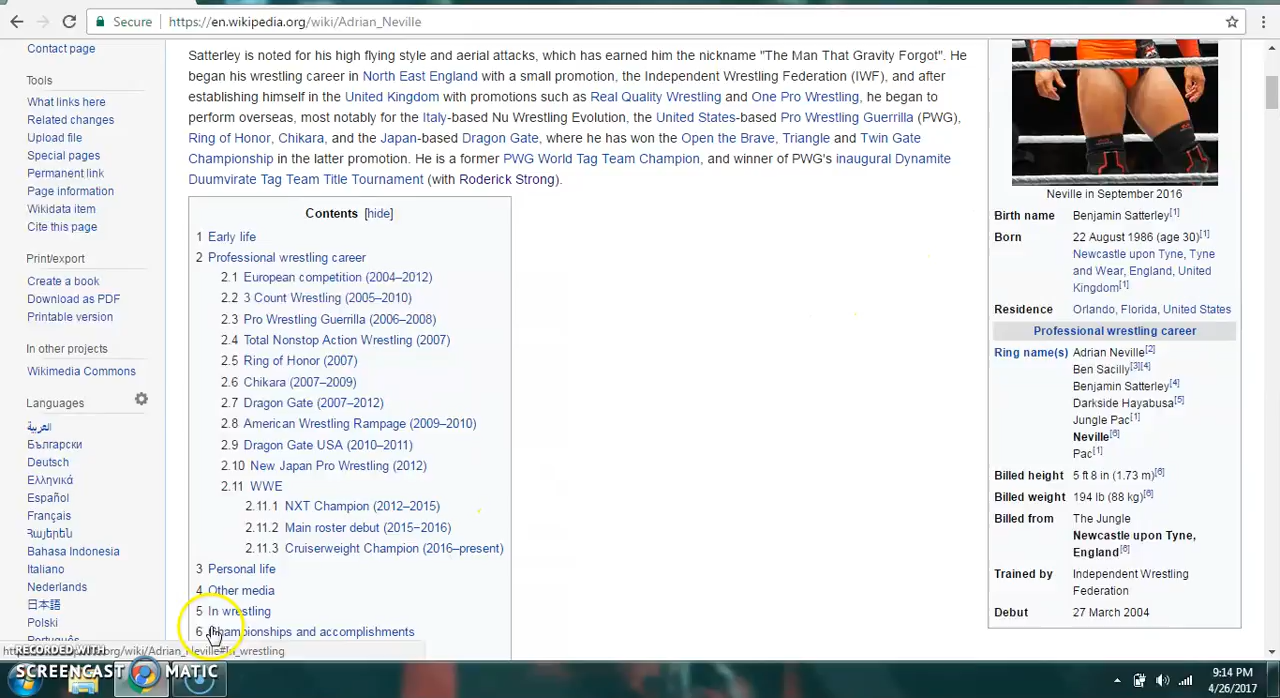 Secure https://en.wikipedia.org/wiki/Adrian_Neville
Contact page
Tools
What links here
Related changes
Upload file
Special pages
Permanent link
Page information
Wikidata item
Cite this page
Print/export
Create a book
Download as PDF
Printable version
In other projects
Wikimedia Commons
Languages
العربية
Български
Deutsch
Ελληνικά
Español
Français
Հայերեն
Bahasa Indonesia
Italiano
Nederlands
日本語
Polski
Português
Satterley is noted for his high flying style and aerial attacks, which has earned him the nickname "The Man That Gravity Forgot". He
began his wrestling career in North East England with a small promotion, the Independent Wrestling Federation (IWF), and after
establishing himself in the United Kingdom with promotions such as Real Quality Wrestling and One Pro Wrestling, he began to
perform overseas, most notably for the Italy-based Nu Wrestling Evolution, the United States-based Pro Wrestling Guerrilla (PWG),
Ring of Honor, Chikara, and the Japan-based Dragon Gate, where he has won the Open the Brave, Triangle and Twin Gate
Championship in the latter promotion. He is a former PWG World Tag Team Champion, and winner of PWG's inaugural Dynamite
Duumvirate Tag Team Title Tournament (with Roderick Strong).
Contents [hide]
1 Early life
2 Professional wrestling career
2.1 European competition (2004–2012)
2.2 3 Count Wrestling (2005–2010)
2.3 Pro Wrestling Guerrilla (2006–2008)
2.4 Total Nonstop Action Wrestling (2007)
2.5 Ring of Honor (2007)
2.6 Chikara (2007–2009)
2.7 Dragon Gate (2007–2012)
2.8 American Wrestling Rampage (2009–2010)
2.9 Dragon Gate USA (2010–2011)
2.10 New Japan Pro Wrestling (2012)
2.11 WWE
2.11.1 NXT Champion (2012–2015)
2.11.2 Main roster debut (2015–2016)
2.11.3 Cruiserweight Champion (2016–present)
3 Personal life
4 Other media
5 In wrestling
6 Championships and accomplishments
Neville in September 2016
Birth name Benjamin Satterley[1]
Born 22 August 1986 (age 30)[1]
Newcastle upon Tyne, Tyne
and Wear, England, United
Kingdom[1]
Residence Orlando, Florida, United States
Professional wrestling career
Ring name(s) Adrian Neville[2]
Ben Sacilly[3][4]
Benjamin Satterley[4]
Darkside Hayabusa[5]
Jungle Pac[1]
Neville[6]
Pac[1]
Billed height 5 ft 8 in (1.73 m)[6]
Billed weight 194 lb (88 kg)[6]
Billed from The Jungle
Newcastle upon Tyne,
England[6]
Trained by Independent Wrestling
Federation
Debut 27 March 2004
RECORDED WITH
SCREENCAST MATIC
9:14 PM
4/26/2017